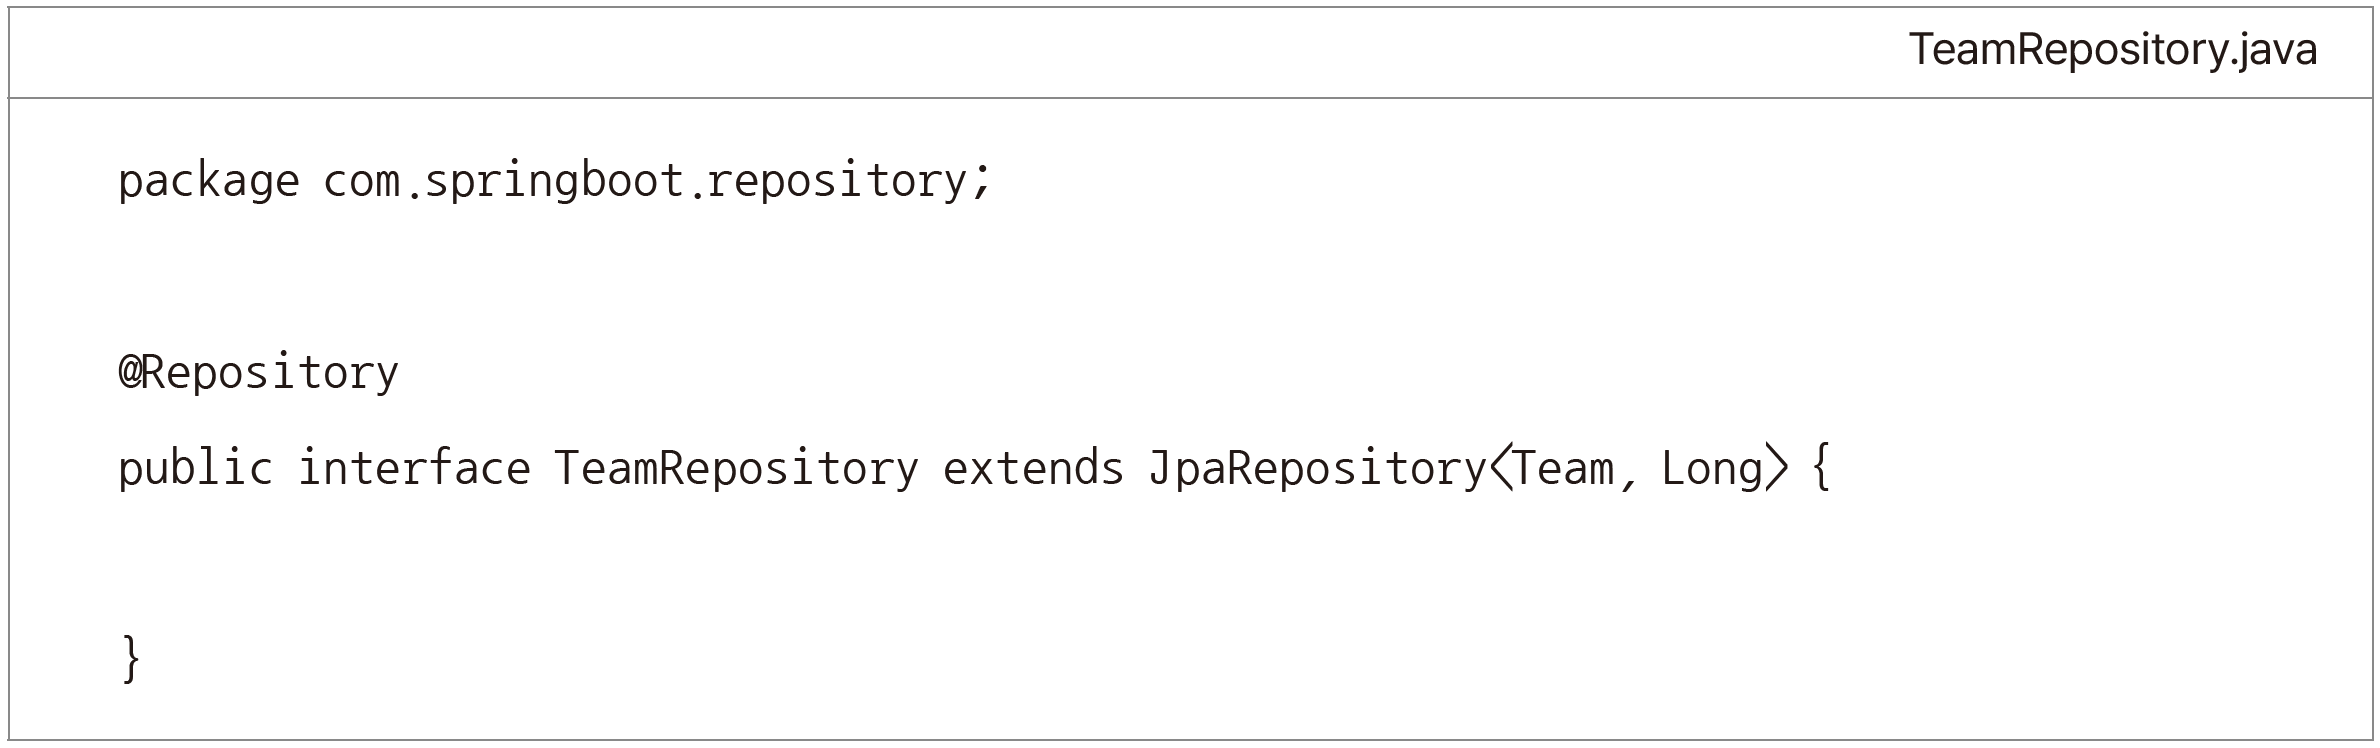 TeamRepository.java
package com.springboot.repository;
@Repository
public interface TeamRepository extends JpaRepository<Team, Long> {
}